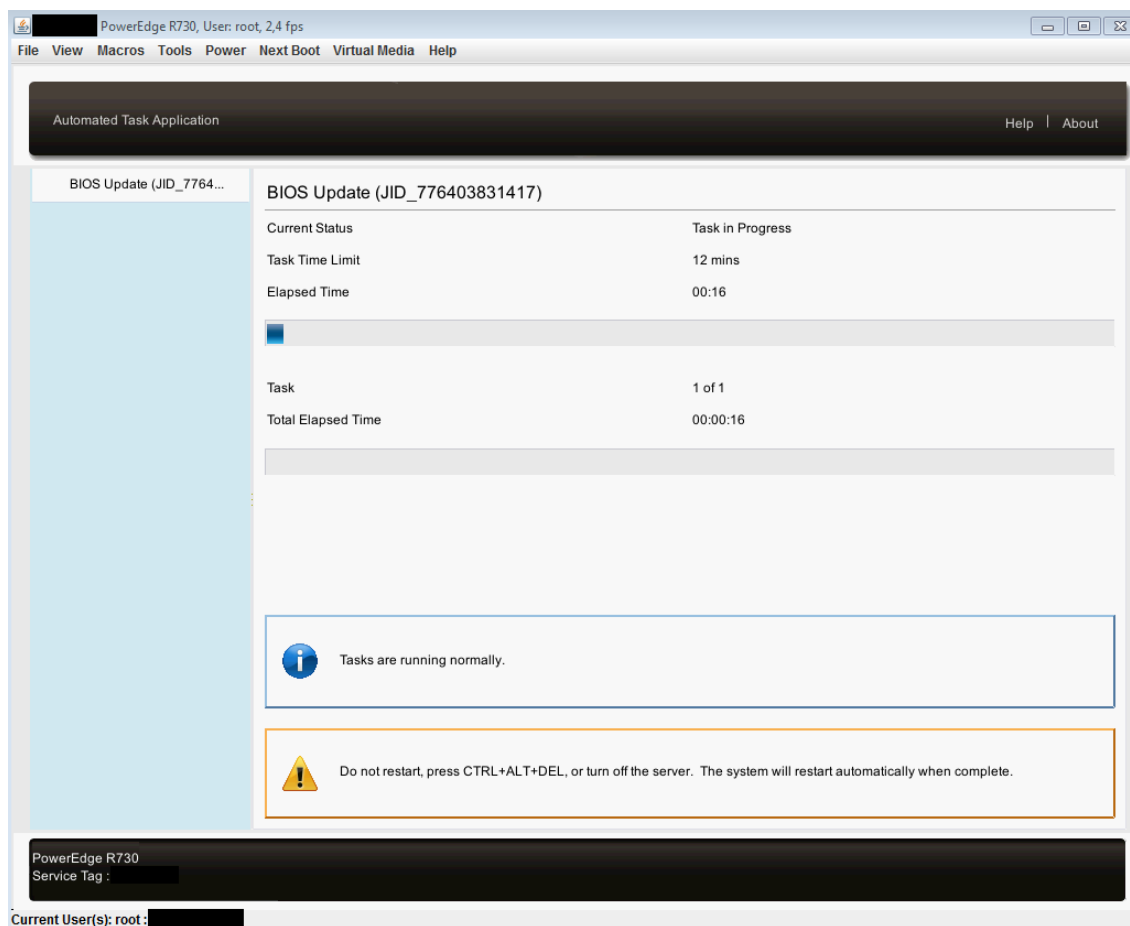 PowerEdge R730, User: root, 2,4 fps
File View Macros Tools Power Next Boot Virtual Media Help
Automated Task Application
Help | About
BIOS Update (JID_7764...
BIOS Update (JID_776403831417)
Current Status Task in Progress
Task Time Limit 12 mins
Elapsed Time 00:16
Task 1 of 1
Total Elapsed Time 00:00:16
Tasks are running normally.
Do not restart, press CTRL+ALT+DEL, or turn off the server. The system will restart automatically when complete.
PowerEdge R730
Service Tag :
Current User(s): root :